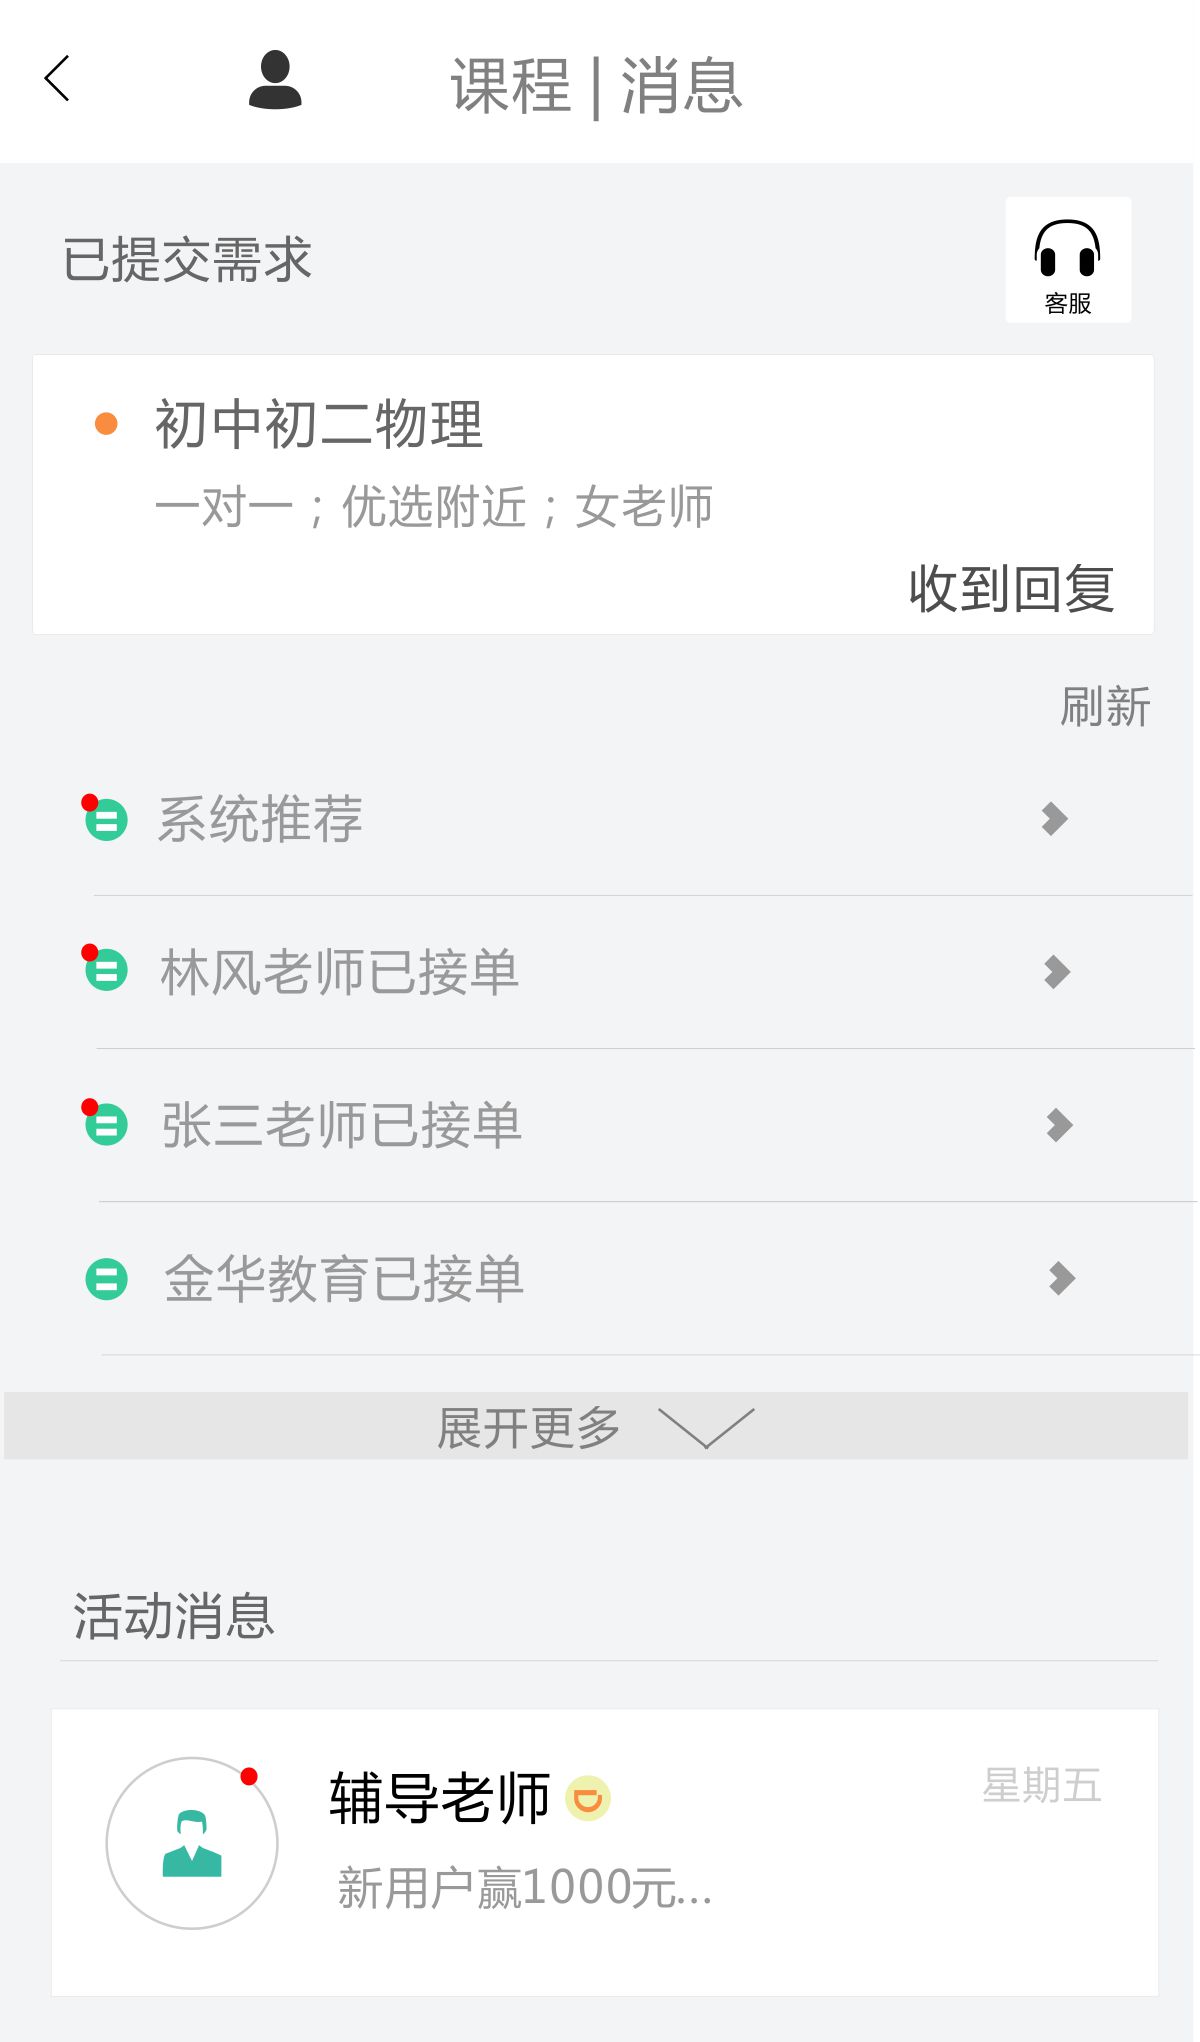 课程 | 消息
已提交需求
客服
初中初二物理
一对一；优选附近；女老师
收到回复
刷新
系统推荐
林风老师已接单
张三老师已接单
金华教育已接单
展开更多
活动消息
辅导老师
星期五
新用户赢1000元...